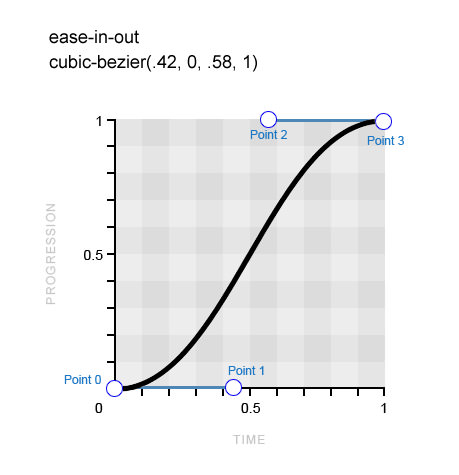 ease-in-out
cubic-bezier(.42, 0, .58, 1)
1
Point 2
Point 3
PROGRESSION
0.5
Point 0
Point 1
0
0.5
1
TIME